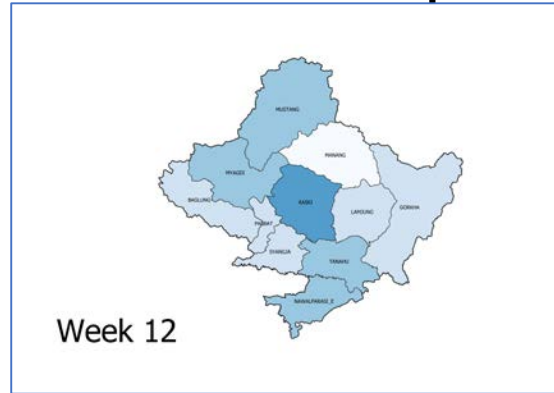 MUSTANG
MANANG
MYAGDI
KASKI
BAGLUNG
LAMJUNG
GORKHA
PARBAT
SYANGJA
TANAHU
NAWALPARASI_E
Week 12